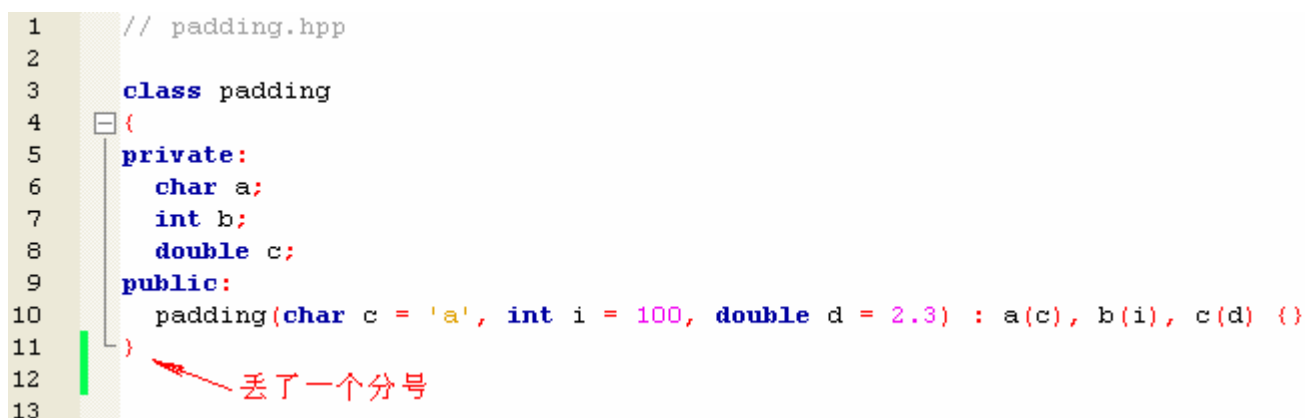 1 // padding.hpp
2
3 class padding
4 {
5 private:
6 char a;
7 int b;
8 double c;
9 public:
10 padding(char c = 'a', int i = 100, double d = 2.3) : a(c), b(i), c(d) {}
11 }
12 丢了一个分号
13